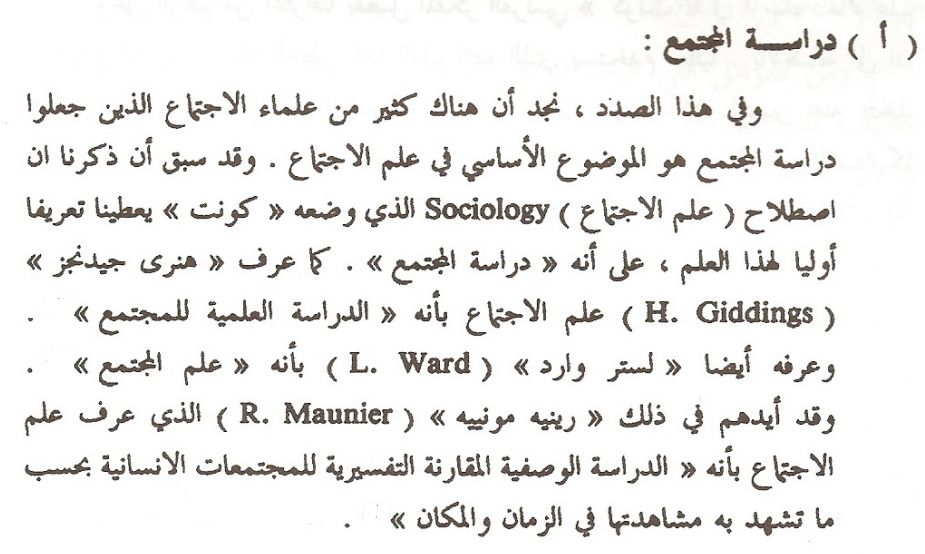 ( أ ) دراســـة المجتمع :
وفي هذا الصدد ، نجد أن هناك كثير من علماء الاجتماع الذين جعلوا
دراسة المجتمع هو الموضوع الأساسي في علم الاجتماع . وقد سبق أن ذكرنا ان
اصطلاح ( علم الاجتماع ) Sociology الذي وضعه « كونت » يعطينا تعريفا
أوليا لهذا العلم ، على أنه « دراسة المجتمع » . كما عرف « هنرى جيدنجز »
( H. Giddings ) علم الاجتماع بأنه « الدراسة العلمية للمجتمع » .
وعرفه أيضا « لستر وارد » ( L. Ward ) بأنه « علم المجتمع » .
وقد أيدهم في ذلك « رينيه مونييه » ( R. Maunier ) الذي عرف علم
الاجتماع بأنه « الدراسة الوصفية المقارنة التفسيرية للمجتمعات الانسانية بحسب
ما تشهد به مشاهدتها في الزمان والمكان » .